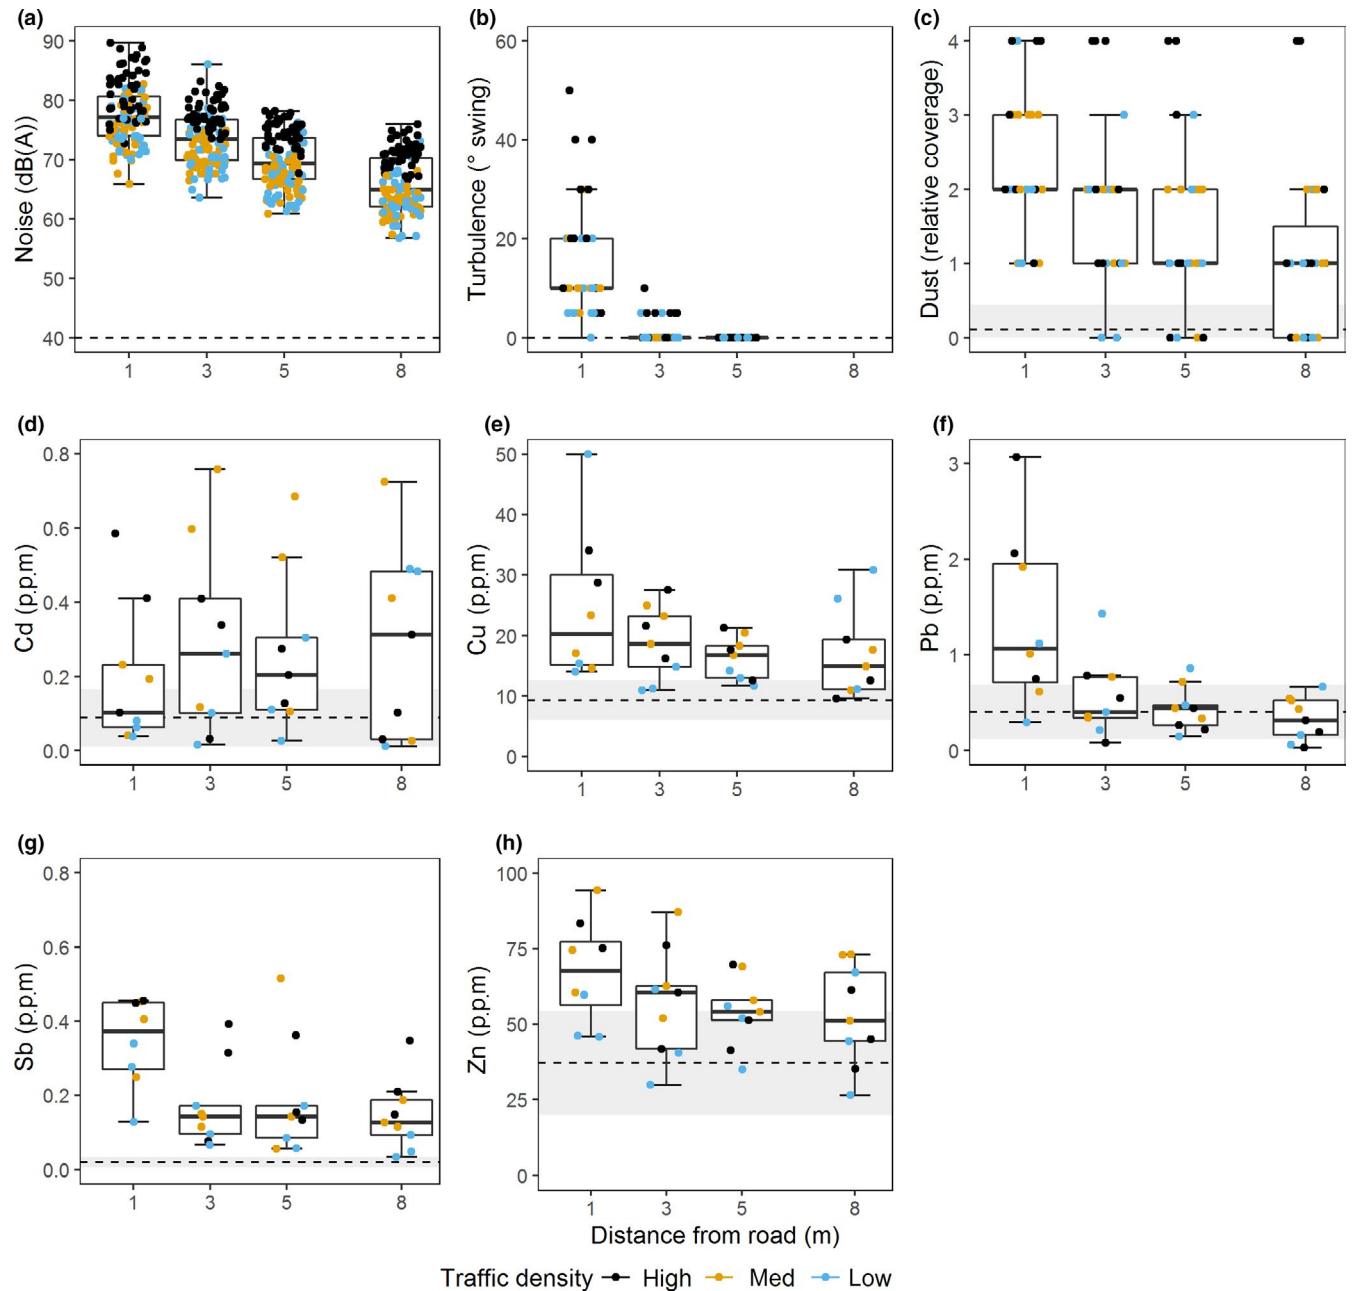 (a)
Noise (dB(A))
90
80
70
60
50
40
1 3 5 8
(b)
Turbulence (° swing)
60
40
20
0
1 3 5 8
(c)
Dust (relative coverage)
4
3
2
1
0
1 3 5 8
(d)
Cd (p.p.m)
0.8
0.6
0.4
0.2
0.0
1 3 5 8
(e)
Cu (p.p.m)
50
40
30
20
10
0
1 3 5 8
(f)
Pb (p.p.m)
3
2
1
0
1 3 5 8
(g)
Sb (p.p.m)
0.8
0.6
0.4
0.2
0.0
1 3 5 8
(h)
Zn (p.p.m)
100
75
50
25
0
1 3 5 8
Distance from road (m)
Traffic density High Med Low